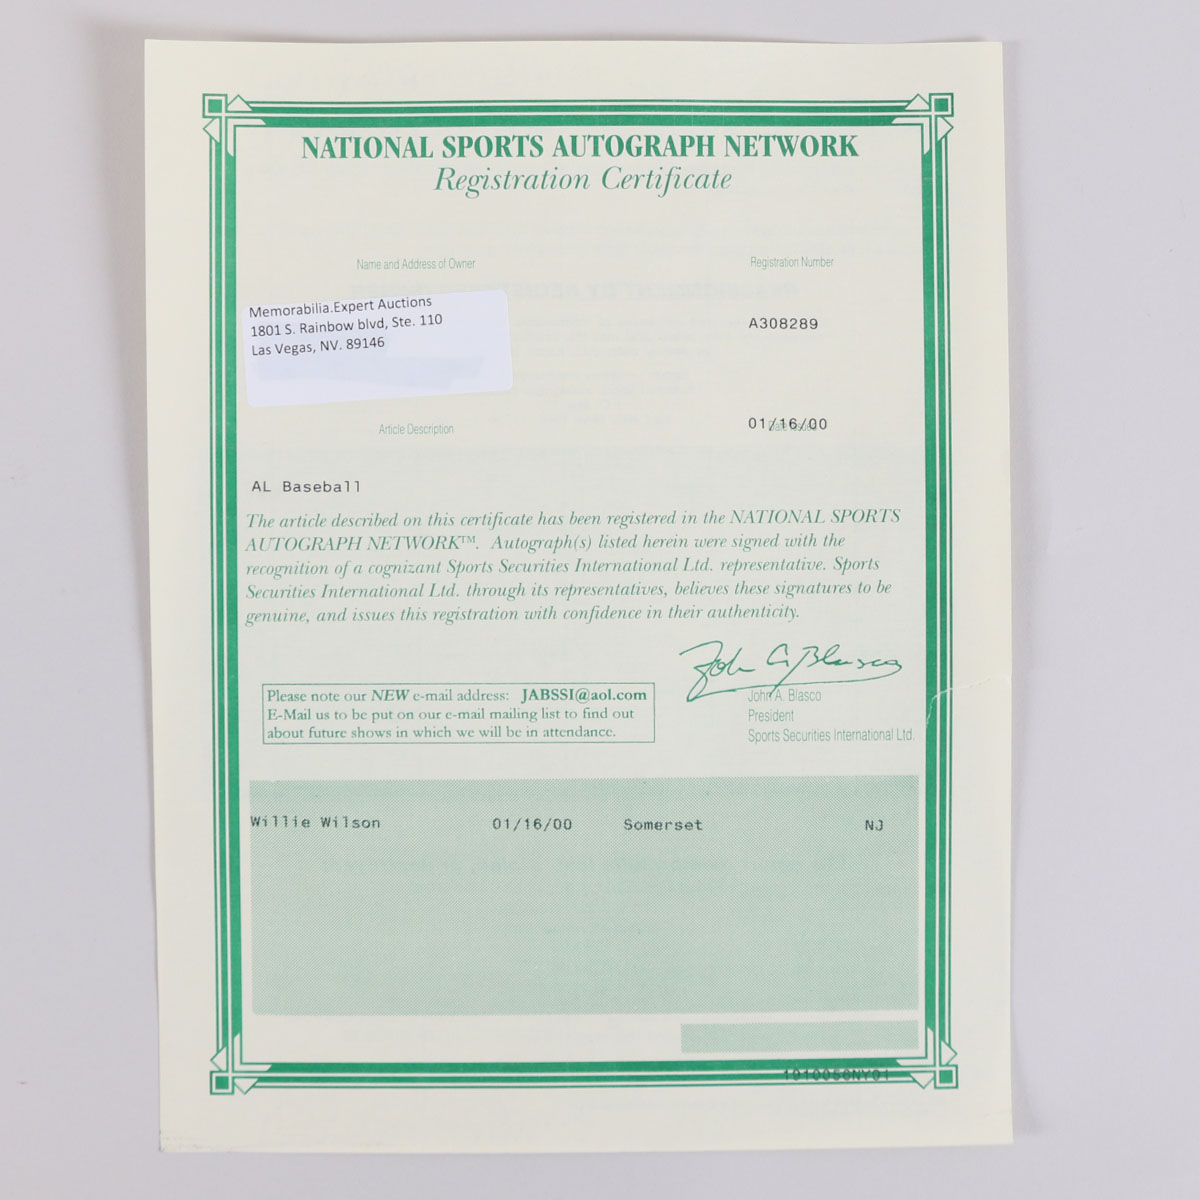 NATIONAL SPORTS AUTOGRAPH NETWORK
Registration Certificate
Name and Address of Owner
Registration Number
Memorabilia.Expert Auctions
1801 S. Rainbow blvd, Ste. 110
Las Vegas, NV. 89146
A308289
Article Description
01/16/00
Date Issued
AL Baseball
The article described on this certificate has been registered in the NATIONAL SPORTS
AUTOGRAPH NETWORK™. Autograph(s) listed herein were signed with the
recognition of a cognizant Sports Securities International Ltd. representative. Sports
Securities International Ltd. through its representatives, believes these signatures to be
genuine, and issues this registration with confidence in their authenticity.
John A. Blasco
Please note our NEW e-mail address: JABSSI@aol.com
E-Mail us to be put on our e-mail mailing list to find out
about future shows in which we will be in attendance.
John A. Blasco
President
Sports Securities International Ltd.
Willie Wilson 01/16/00 Somerset NJ
1910056NY01